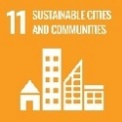 11 SUSTAINABLE CITIES
AND COMMUNITIES